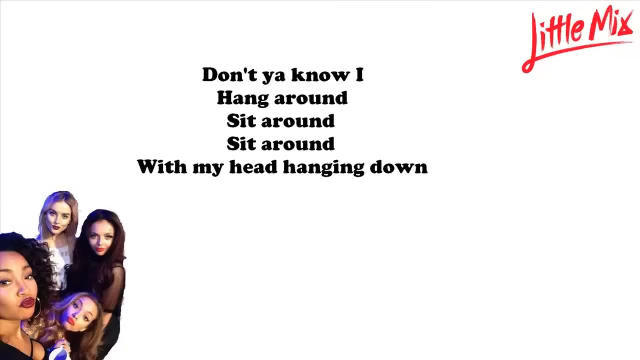 Little Mix
Don't ya know I
Hang around
Sit around
Sit around
With my head hanging down